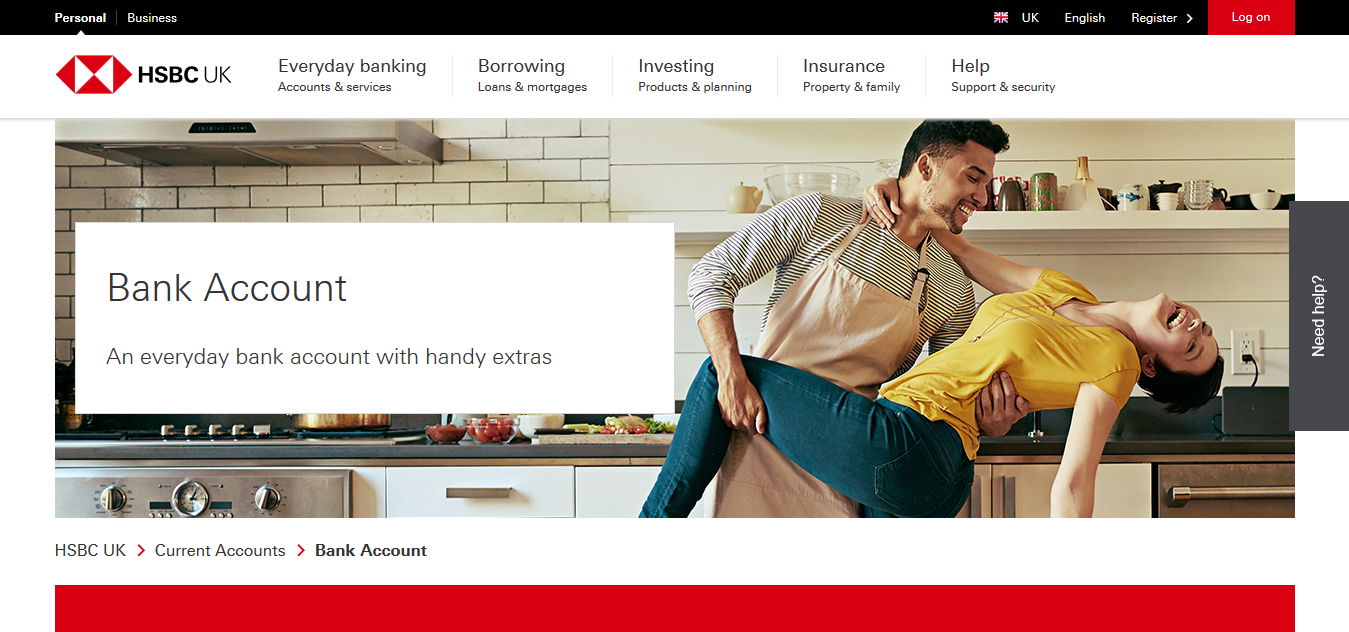 Personal
Business
UK
English
Register
Log on
HSBC UK
Everyday banking
Accounts & services
Borrowing
Loans & mortgages
Investing
Products & planning
Insurance
Property & family
Help
Support & security
Bank Account
An everyday bank account with handy extras
Need help?
HSBC UK
Current Accounts
Bank Account